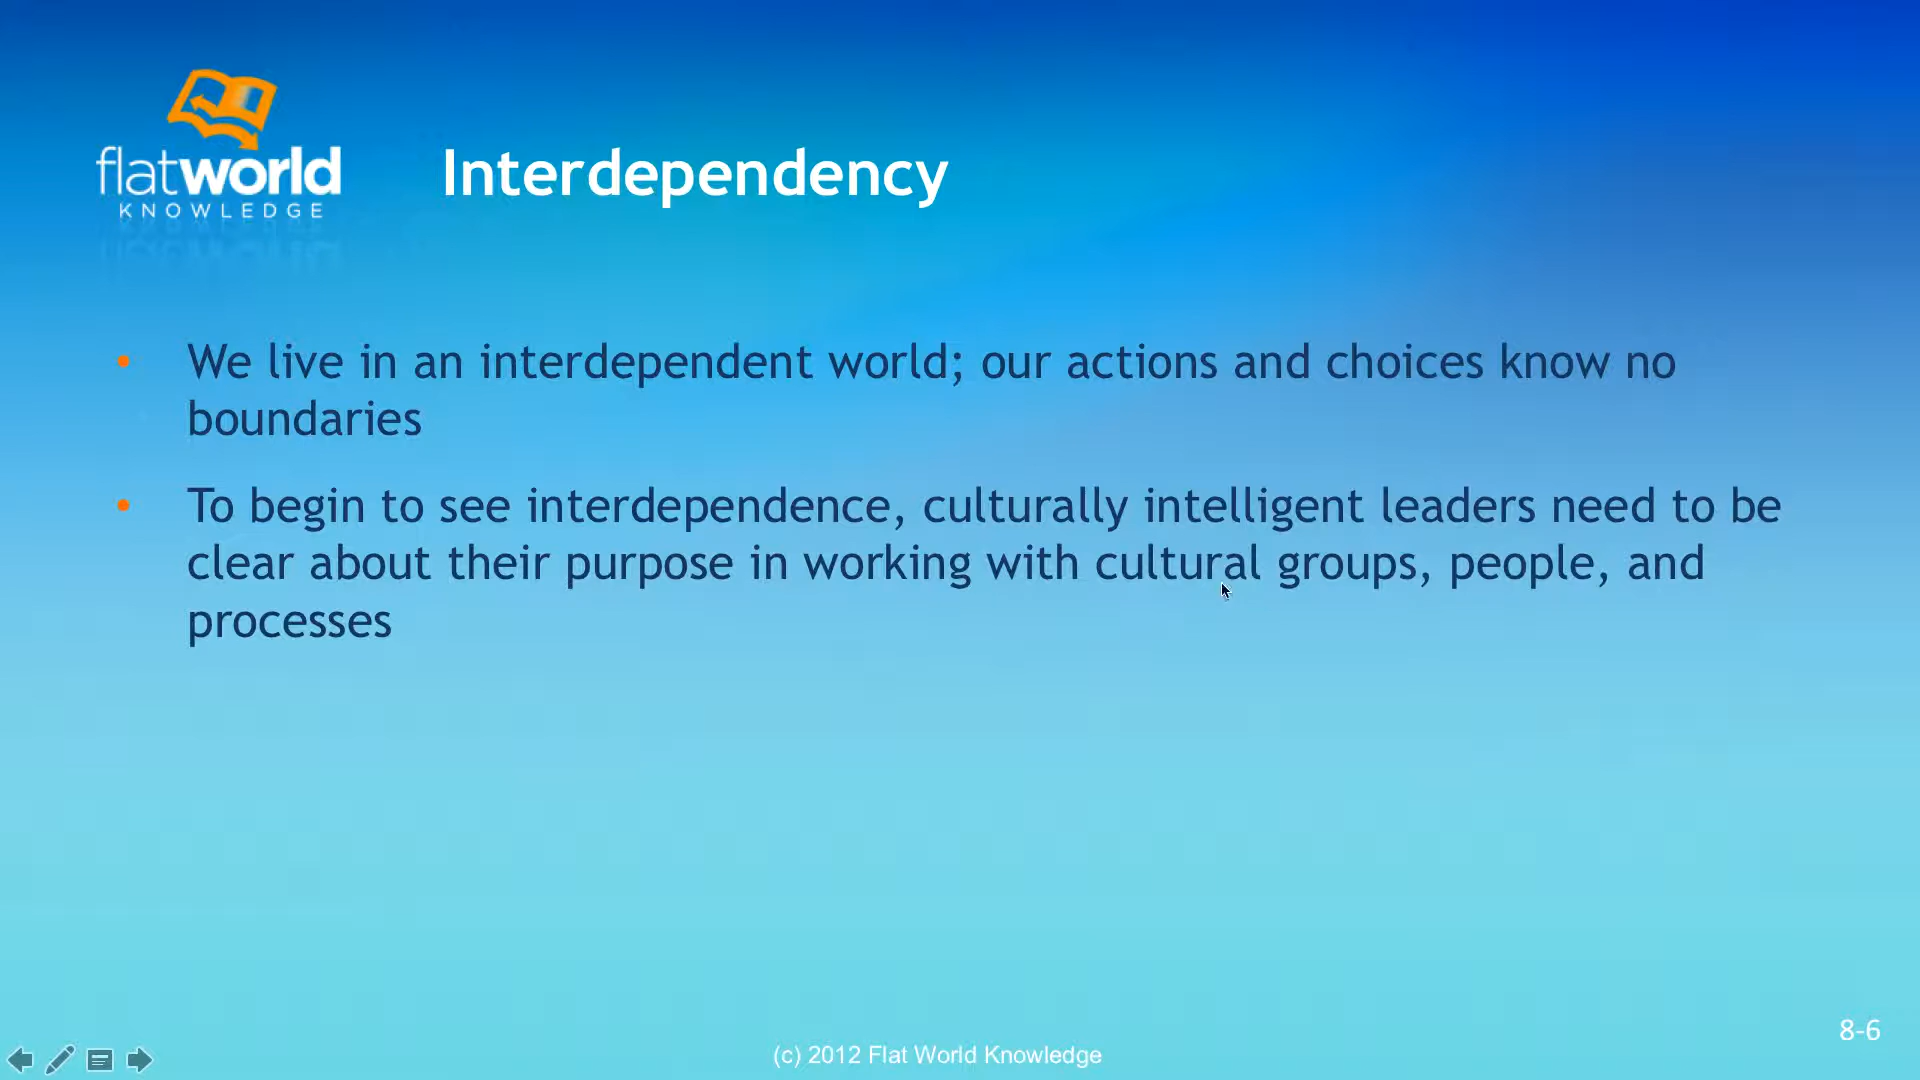 flatworld
KNOWLEDGE
Interdependency
• We live in an interdependent world; our actions and choices know no
boundaries
• To begin to see interdependence, culturally intelligent leaders need to be
clear about their purpose in working with cultural groups, people, and
processes
8-6
(c) 2012 Flat World Knowledge